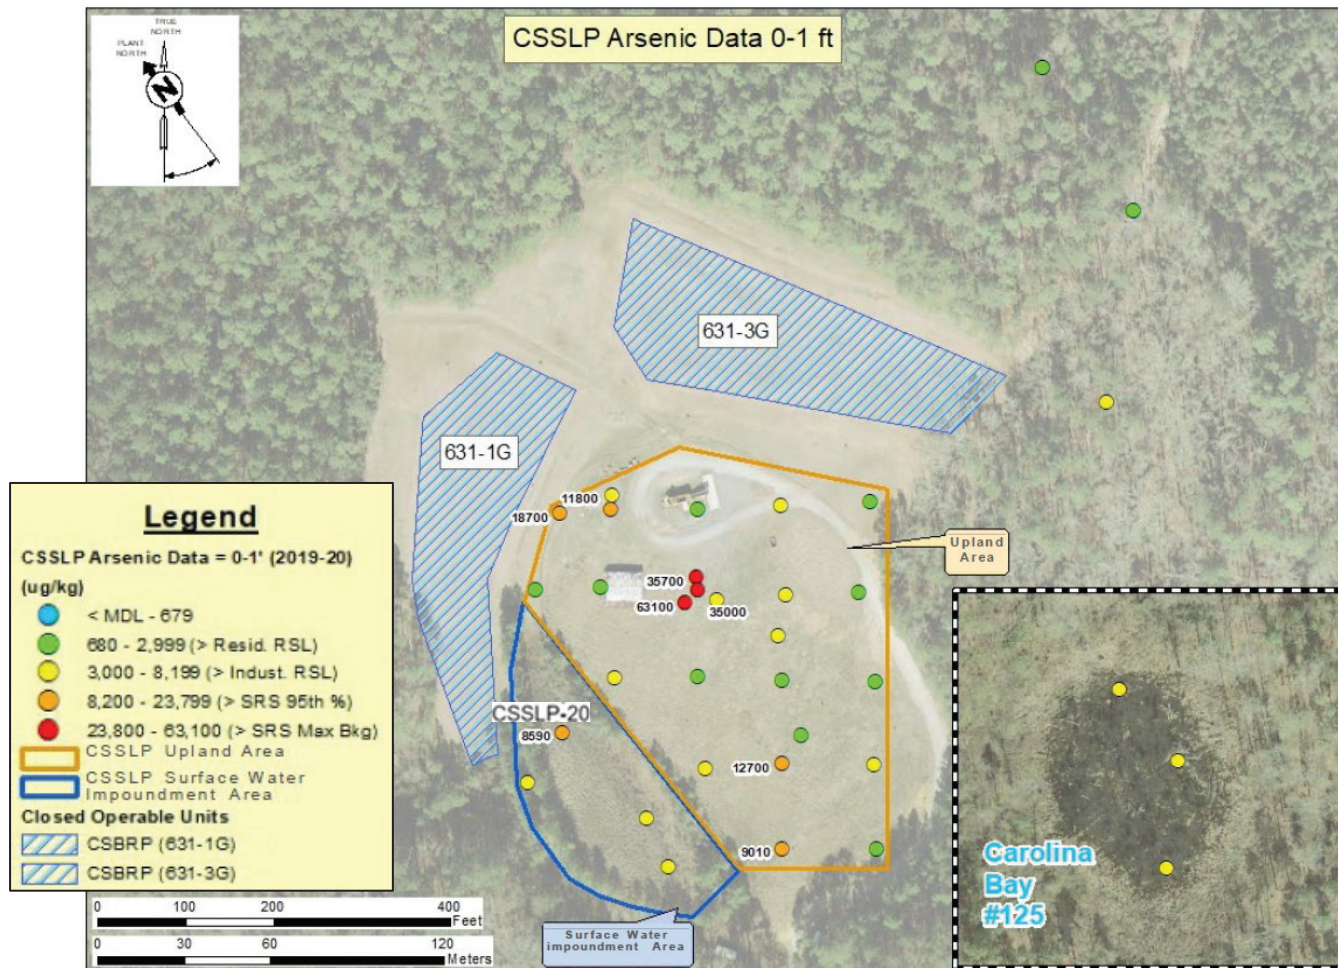 CSSLP Arsenic Data 0-1 ft
TRUE
NORTH
PLANT
NORTH
N
631-3G
631-1G
11800
18700
Upland
Area
35700
63100
35000
CSSLP-20
8590
12700
9010
Legend
CSSLP Arsenic Data = 0-1' (2019-20)
(ug/kg)
< MDL - 679
680 - 2,999 (> Resid. RSL)
3,000 - 8,199 (> Indust. RSL)
8,200 - 23,799 (> SRS 95th %)
23,800 - 63,100 (> SRS Max Bkg)
CSSLP Upland Area
CSSLP Surface Water
Impoundment Area
Closed Operable Units
CSBRP (631-1G)
CSBRP (631-3G)
0 100 200 400
Feet
0 30 60 120
Meters
Surface Water
impoundment Area
Carolina
Bay
#125